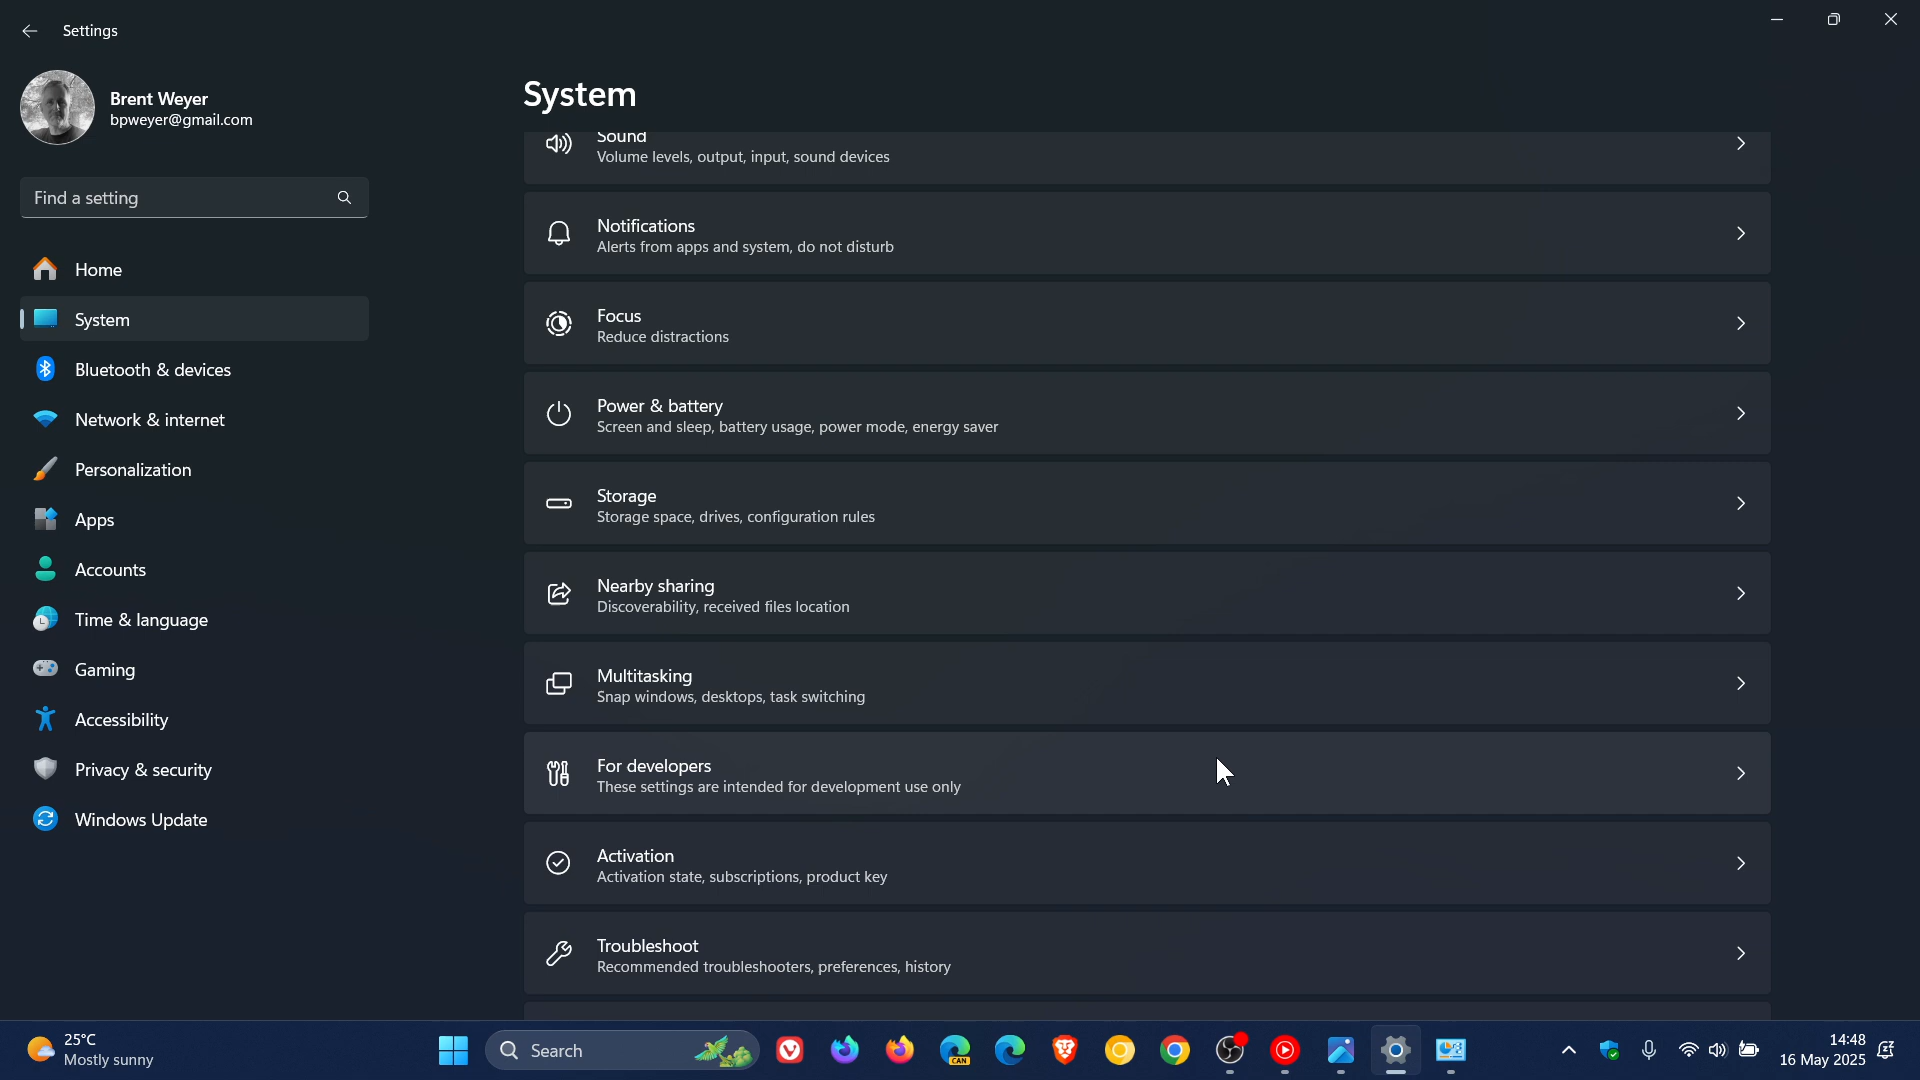 Settings
Brent Weyer
bpweyer@gmail.com
Find a setting
Home
System
Bluetooth & devices
Network & internet
Personalization
Apps
Accounts
Time & language
Gaming
Accessibility
Privacy & security
Windows Update
System
Sound
Volume levels, output, input, sound devices
Notifications
Alerts from apps and system, do not disturb
Focus
Reduce distractions
Power & battery
Screen and sleep, battery usage, power mode, energy saver
Storage
Storage space, drives, configuration rules
Nearby sharing
Discoverability, received files location
Multitasking
Snap windows, desktops, task switching
For developers
These settings are intended for development use only
Activation
Activation state, subscriptions, product key
Troubleshoot
Recommended troubleshooters, preferences, history
25°C
Mostly sunny
Search
CAN
14:48
16 May 2025